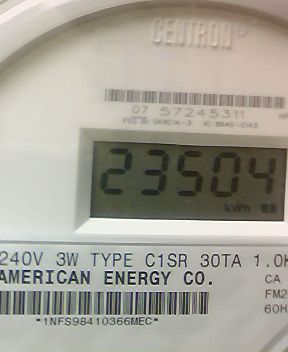 CENTRON®
07 57245311
23504
kWh
240V 3W TYPE C1SR 30TA 1.0K
AMERICAN ENERGY CO.
CA
FM2
60H
*1NFS98410366MEC*